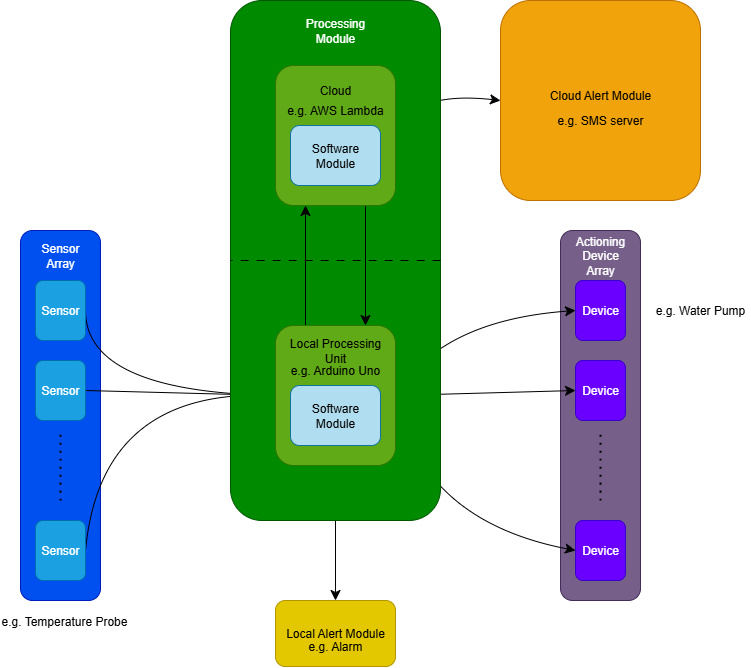 Processing
Module
Cloud
e.g. AWS Lambda
Software
Module
Cloud Alert Module
e.g. SMS server
Sensor
Array
Sensor
Sensor
Sensor
e.g. Temperature Probe
Local Processing
Unit
e.g. Arduino Uno
Software
Module
Actioning
Device
Array
Device
Device
Device
e.g. Water Pump
Local Alert Module
e.g. Alarm